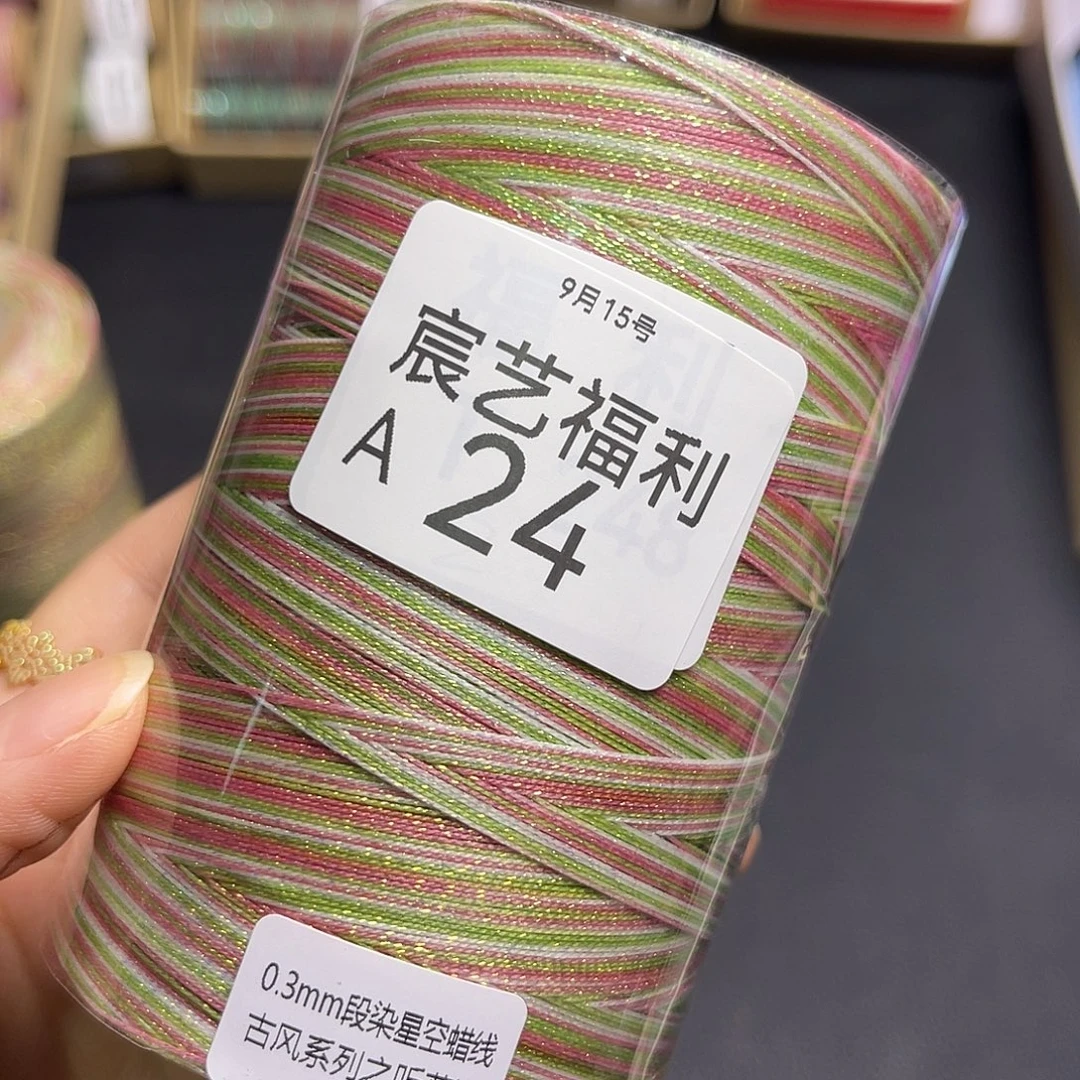 9月15号
宸艺福利
A 24
0.3mm段染星空蜡线
古风系列之听